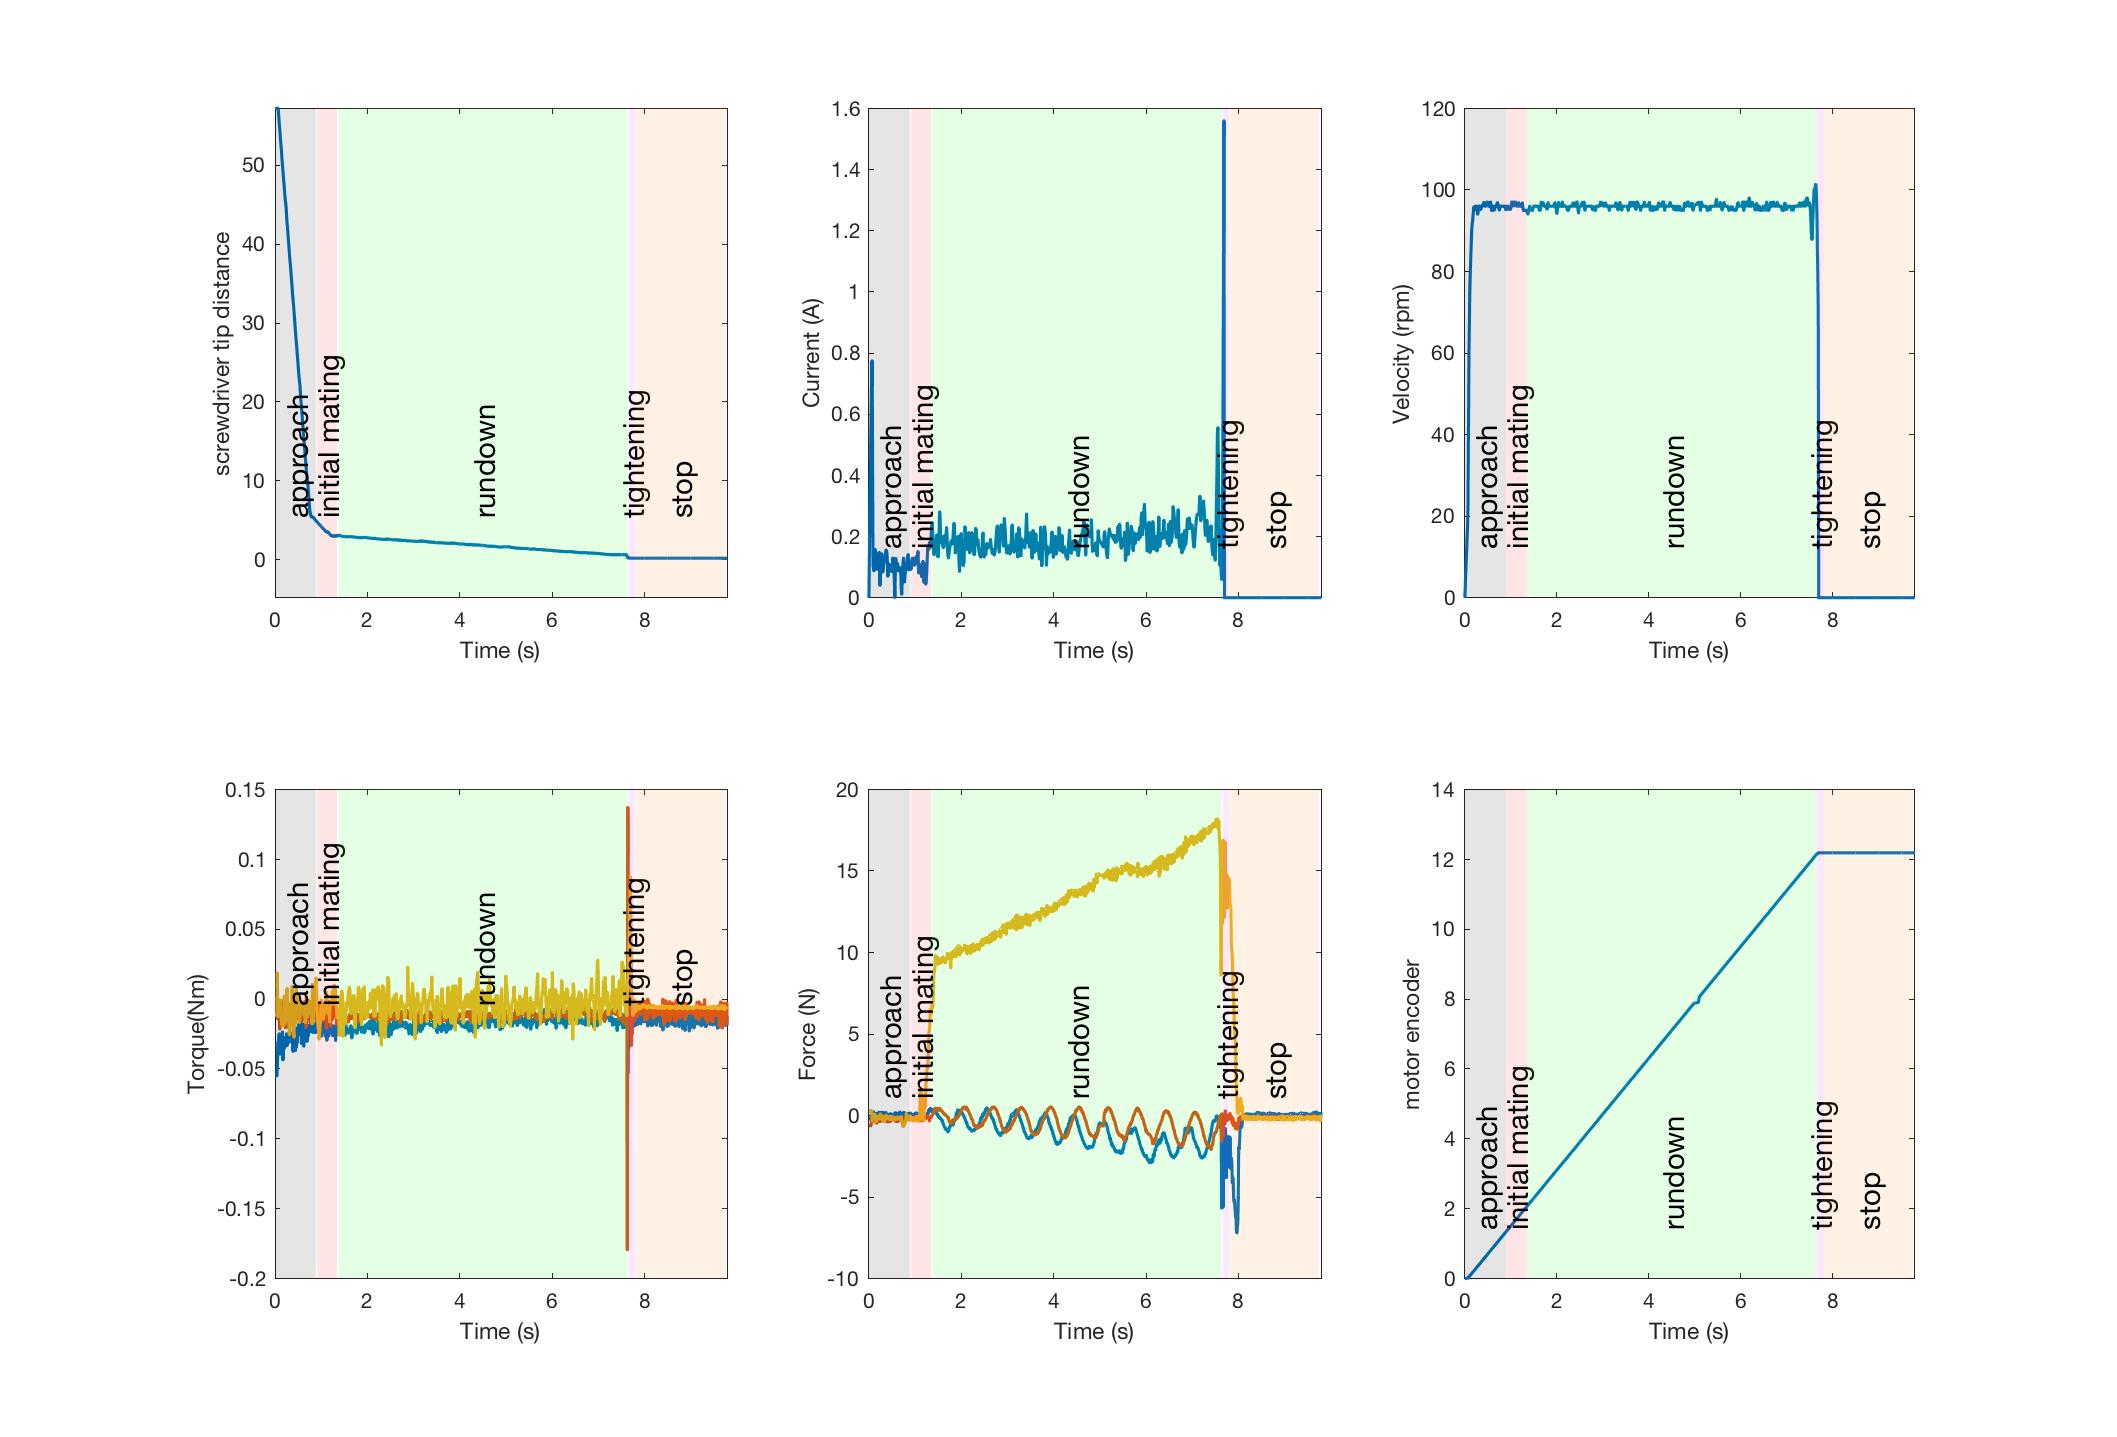 screwdriver tip distance
50
40
30
20
10
0
approach
initial mating
rundown
tightening
stop
0 2 4 6 8
Time (s)
Current (A)
1.6
1.4
1.2
1
0.8
0.6
0.4
0.2
0
approach
initial mating
rundown
tightening
stop
0 2 4 6 8
Time (s)
Velocity (rpm)
120
100
80
60
40
20
0
approach
initial mating
rundown
tightening
stop
0 2 4 6 8
Time (s)
Torque(Nm)
0.15
0.1
0.05
0
-0.05
-0.1
-0.15
-0.2
approach
initial mating
rundown
tightening
stop
0 2 4 6 8
Time (s)
Force (N)
20
15
10
5
0
-5
-10
approach
initial mating
rundown
tightening
stop
0 2 4 6 8
Time (s)
motor encoder
14
12
10
8
6
4
2
0
approach
initial mating
rundown
tightening
stop
0 2 4 6 8
Time (s)